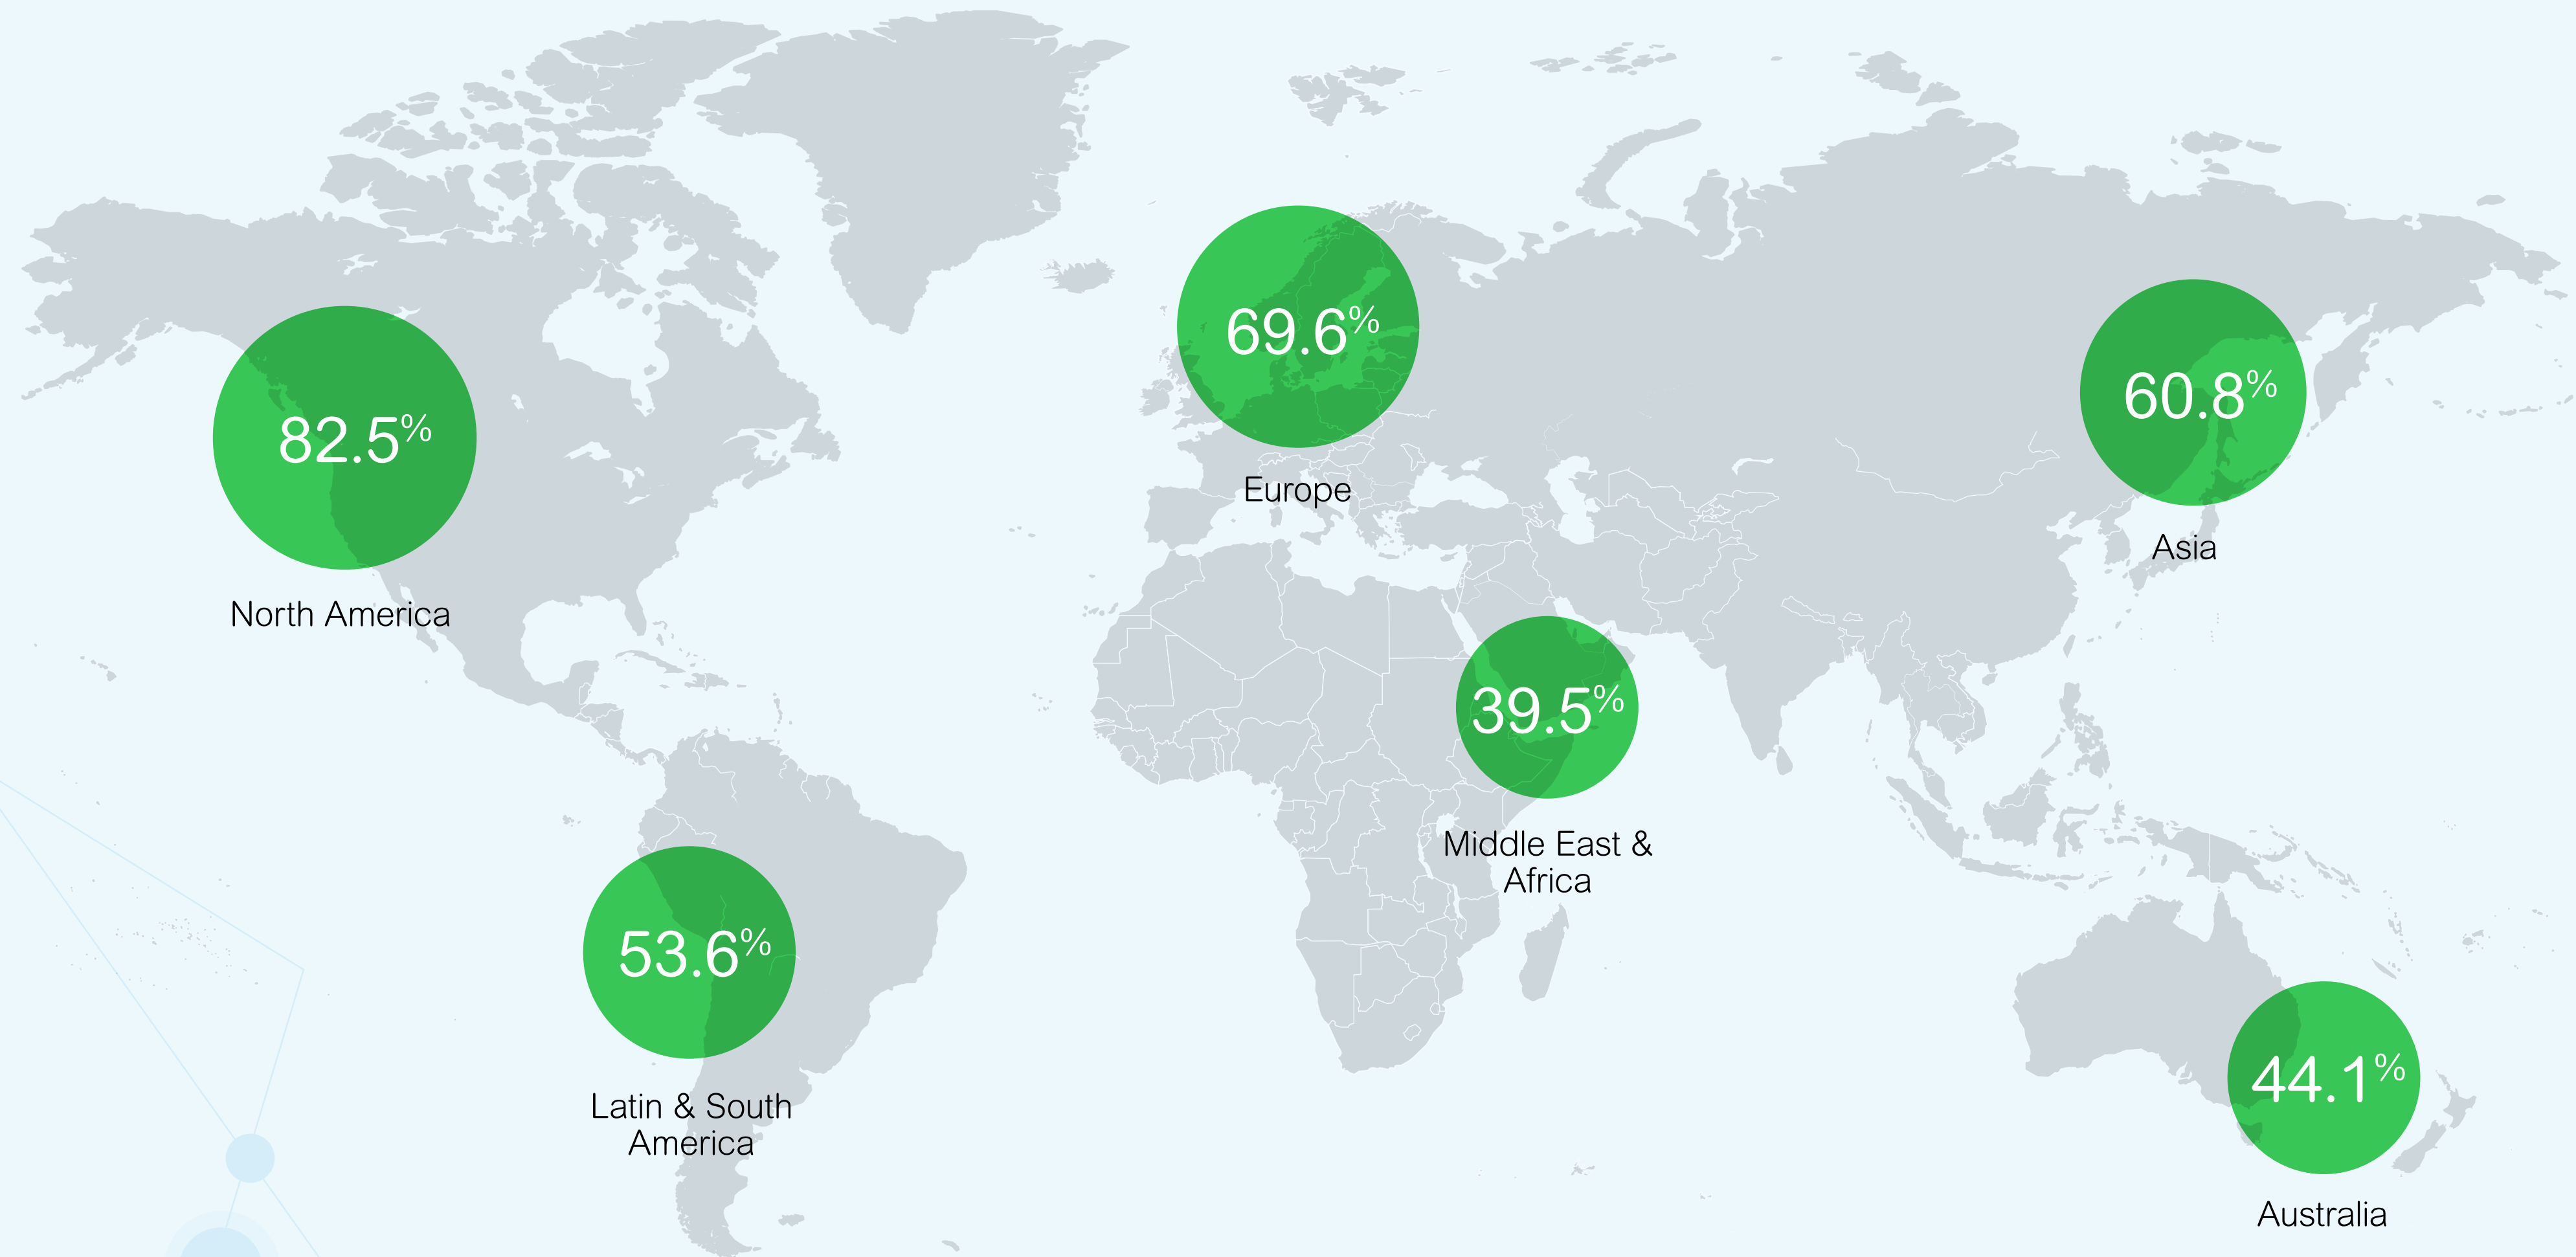 69.6%
Europe
60.8%
Asia
82.5%
North America
39.5%
Middle East &
Africa
53.6%
Latin & South
America
44.1%
Australia